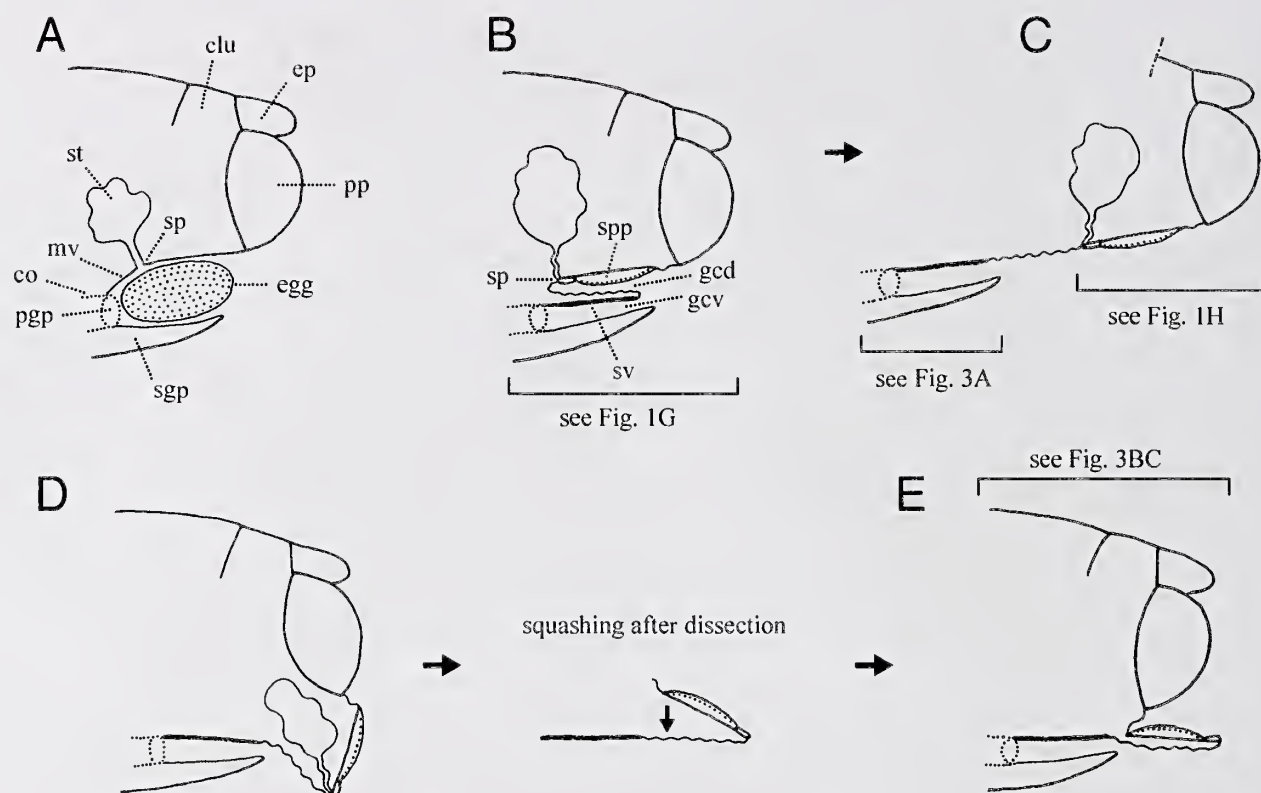 A
clu
ep
st
pp
sp
mv
co
egg
pgp
sgp
B
spp
sp
gcd
gcv
sv
see Fig. 1G
C
see Fig. 1H
see Fig. 3A
D
squashing after dissection
see Fig. 3BC
E